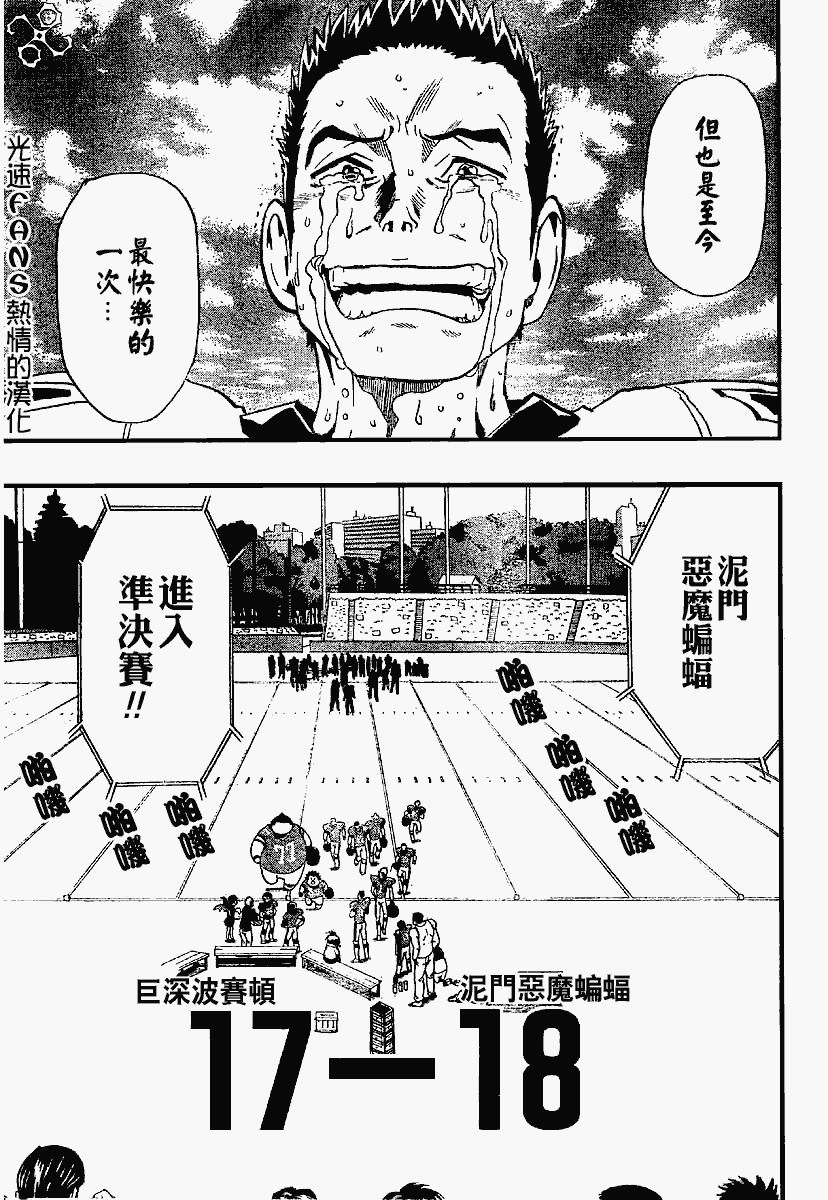 但也是至今
最快樂的
一次…
光速FANS熱情的漢化
泥門
惡魔蝙蝠
進入
準決賽!!
啪嘰
啪嘰
啪嘰
啪嘰
啪嘰
啪嘰
71
巨深波賽頓
泥門惡魔蝙蝠
17—18